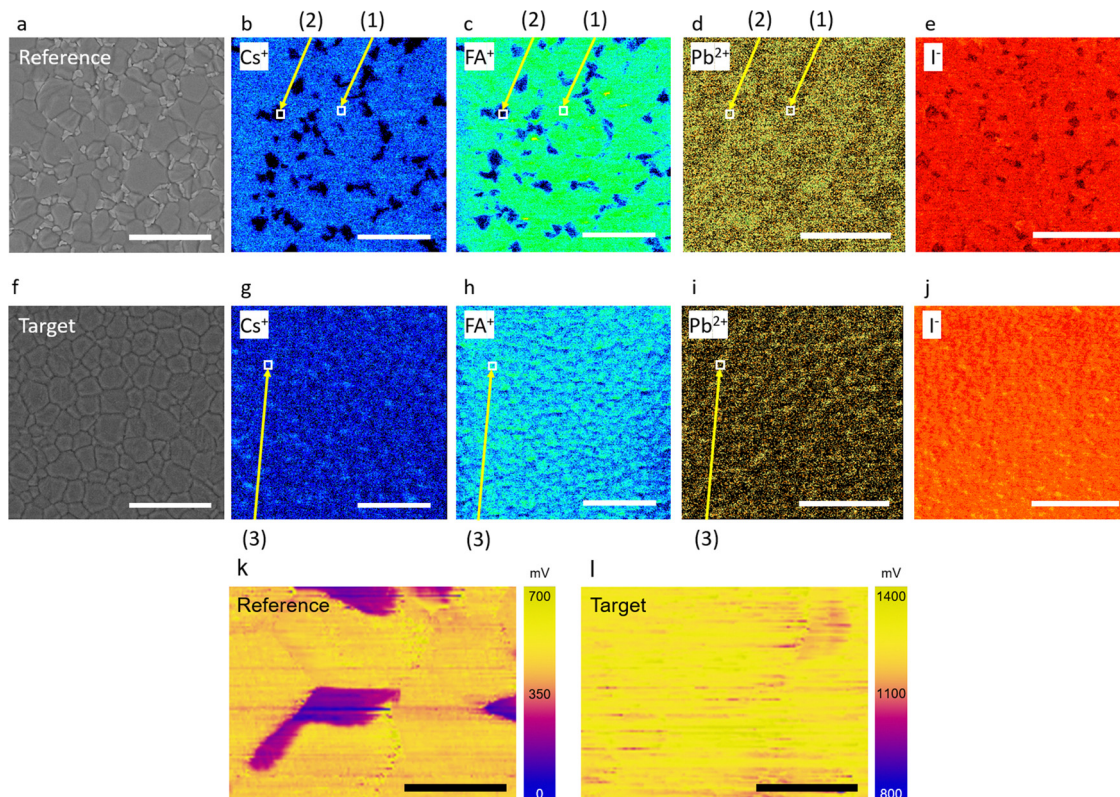 (2) (1) (2) (1) (2) (1)
a b c d e
Reference Cs⁺ FA⁺ Pb²⁺ I⁻
f g h i j
Target Cs⁺ FA⁺ Pb²⁺ I⁻
(3) (3) (3)
k l
mV mV
Reference 700 Target 1400
350 1100
0 800